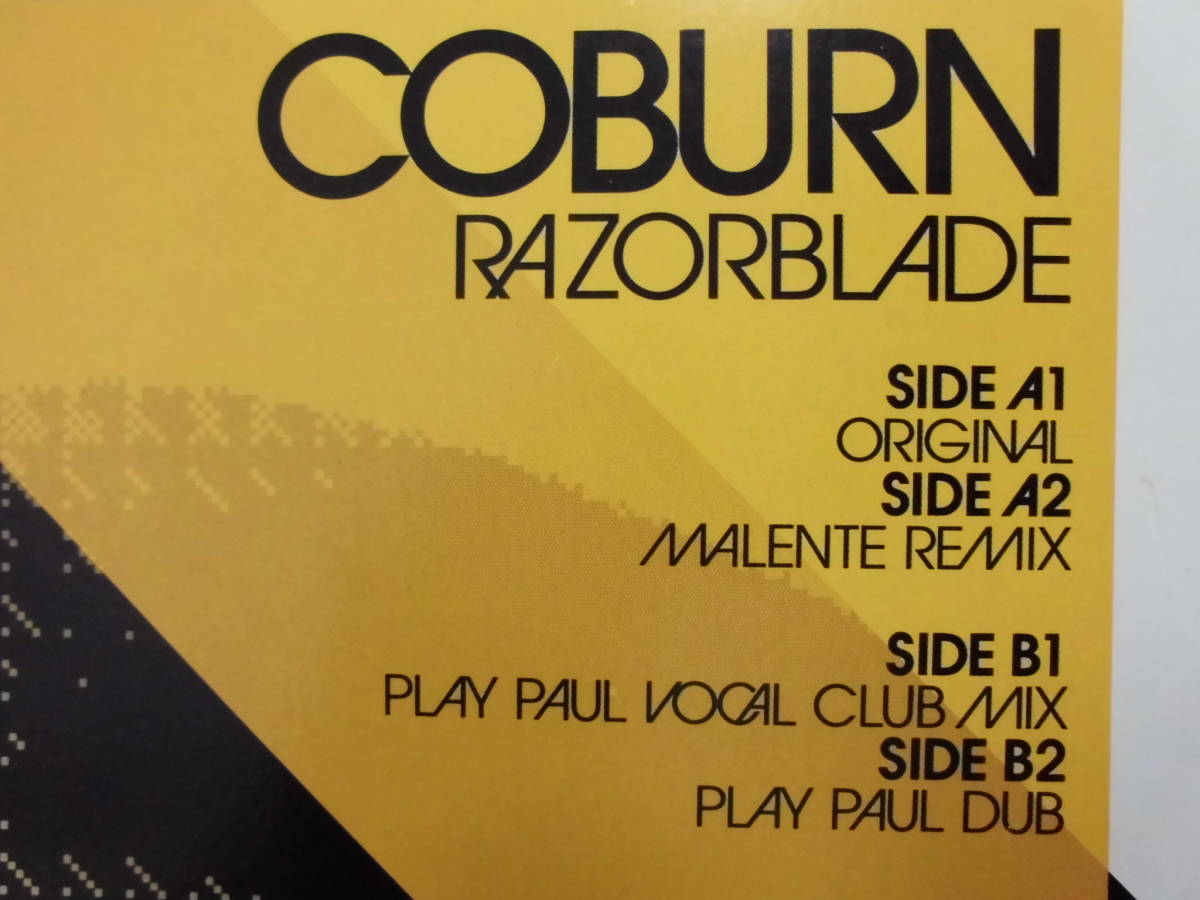 COBURN
RAZORBLADE
SIDE A1
ORIGINAL
SIDE A2
MALENTE REMIX
SIDE B1
PLAY PAUL VOCAL CLUB MIX
SIDE B2
PLAY PAUL DUB